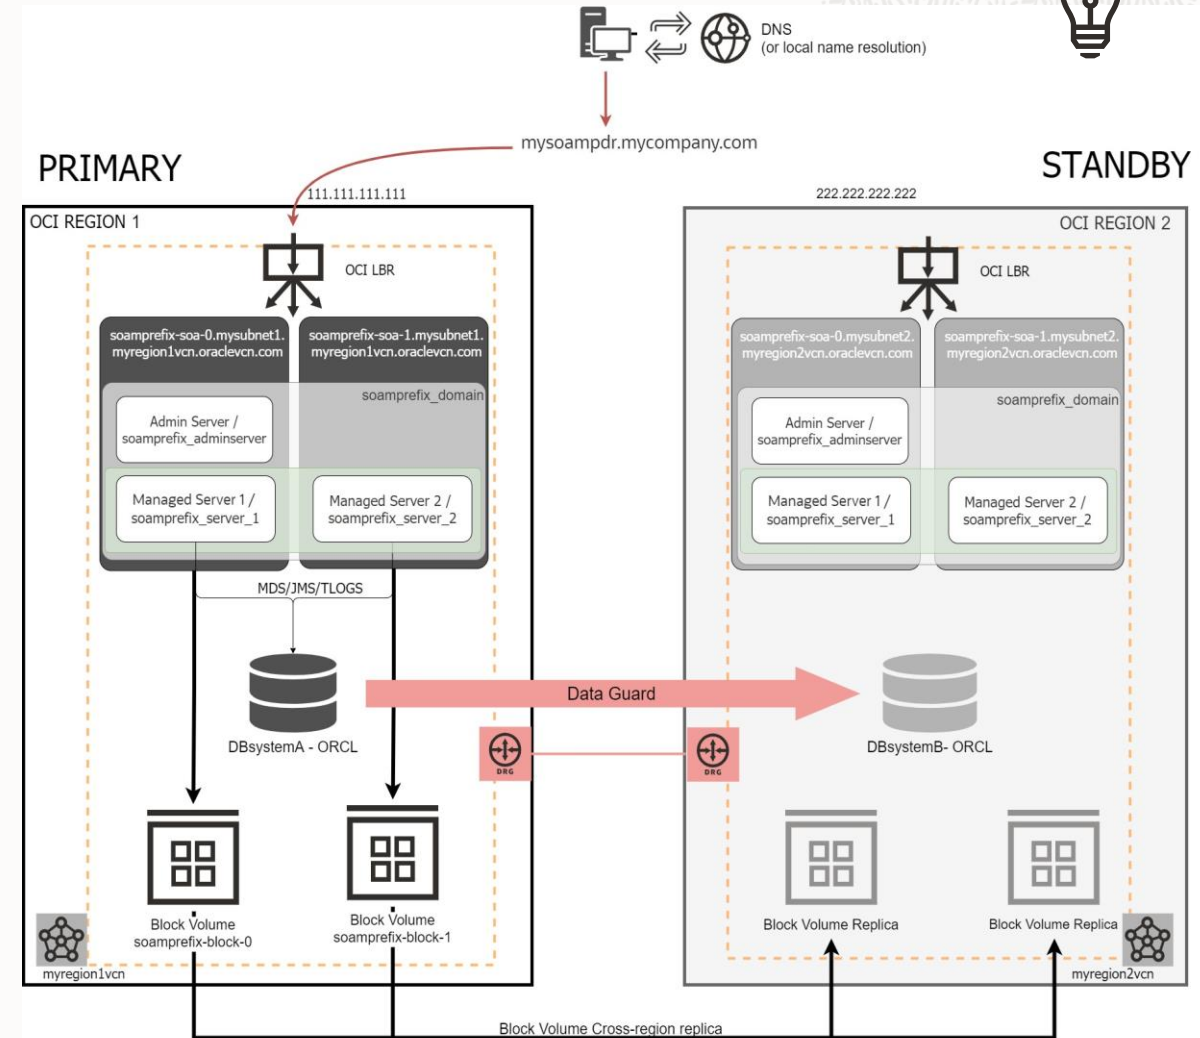 DNS
(or local name resolution)
mysoampdr.mycompany.com
PRIMARY
STANDBY
111.111.111.111
222.222.222.222
OCI REGION 1
OCI LBR
soamprefix-soa-0.mysubnet1.
myregion1vcn.oraclevcn.com
soamprefix-soa-1.mysubnet1.
myregion1vcn.oraclevcn.com
soamprefix_domain
Admin Server /
soamprefix_adminserver
Managed Server 1 /
soamprefix_server_1
Managed Server 2 /
soamprefix_server_2
MDS/JMS/TLOGS
DBsystemA - ORCL
DRG
Block Volume
soamprefix-block-0
Block Volume
soamprefix-block-1
myregion1vcn
Data Guard
OCI REGION 2
OCI LBR
soamprefix-soa-0.mysubnet2.
myregion2vcn.oraclevcn.com
soamprefix-soa-1.mysubnet2.
myregion2vcn.oraclevcn.com
soamprefix_domain
Admin Server /
soamprefix_adminserver
Managed Server 1 /
soamprefix_server_1
Managed Server 2 /
soamprefix_server_2
DBsystemB- ORCL
DRG
Block Volume Replica
Block Volume Replica
myregion2vcn
Block Volume Cross-region replica